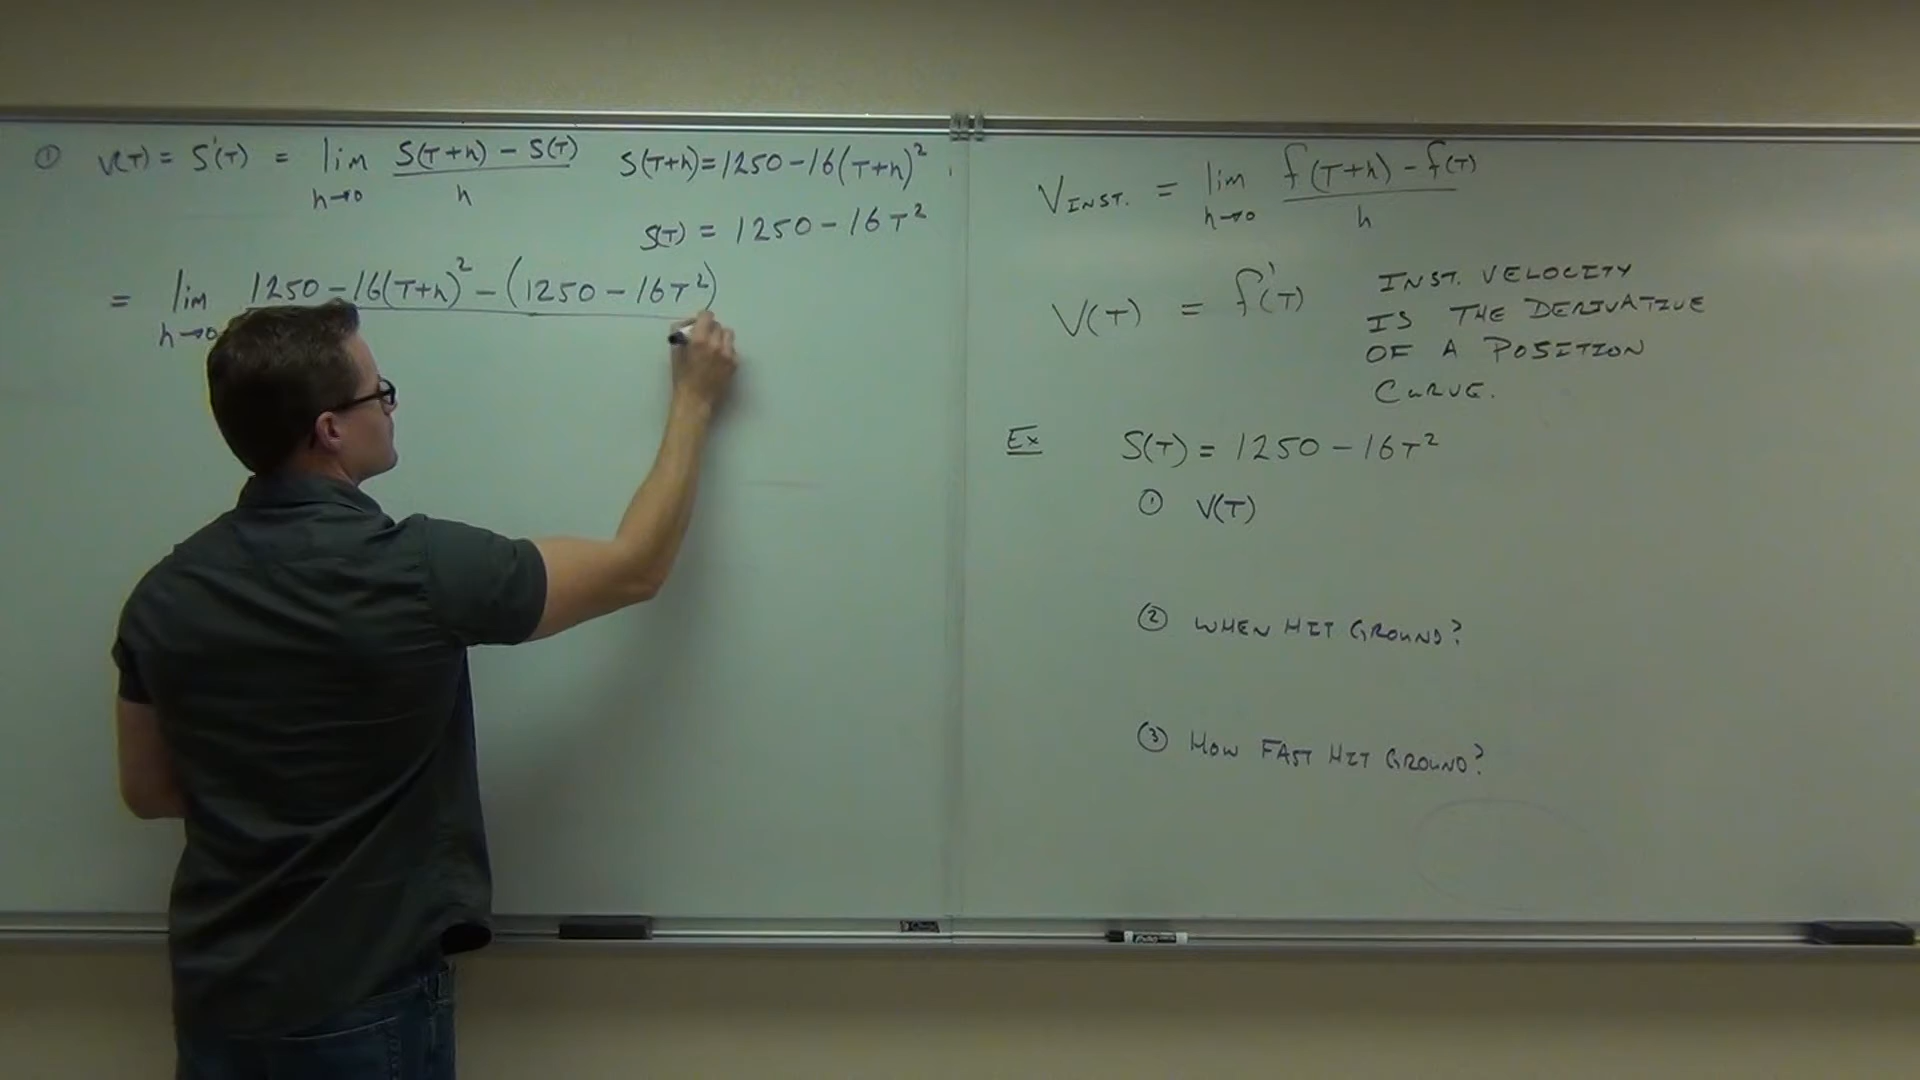 ① V(T) = S'(T) = lim h→0 S(T+h) − S(T) / h
S(T+h) = 1250 − 16(T+h)²
S(T) = 1250 − 16T²
= lim h→0 1250 − 16(T+h)² − (1250 − 16T²)
V INST. = lim h→0 f(T+h) − f(T) / h
V(T) = f'(T)
INST. VELOCITY
IS THE DERIVATIVE
OF A POSITION
CURVE.
Ex S(T) = 1250 − 16T²
① V(T)
② WHEN HIT GROUND?
③ HOW FAST HIT GROUND?